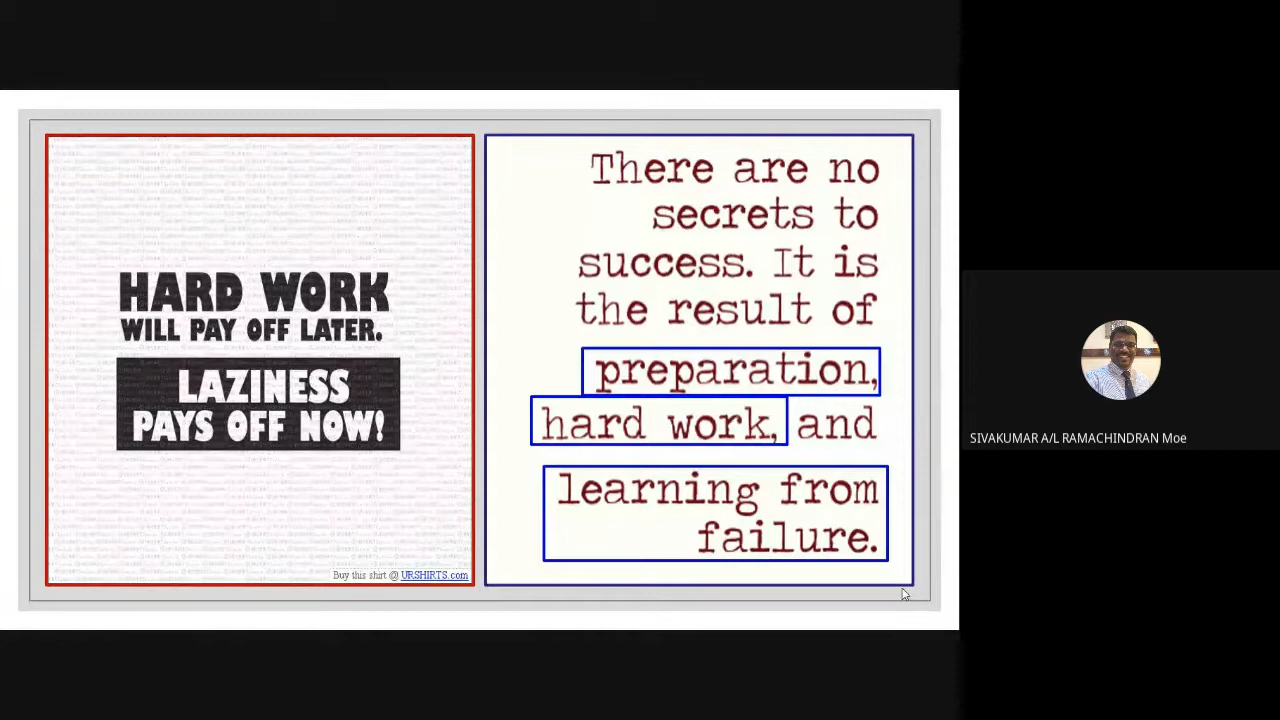 HARD WORK
WILL PAY OFF LATER.
LAZINESS
PAYS OFF NOW!
Buy this shirt @ URSHIRTS.com
There are no
secrets to
success. It is
the result of
preparation,
hard work, and
learning from
failure.
SIVAKUMAR A/L RAMACHINDRAN Moe